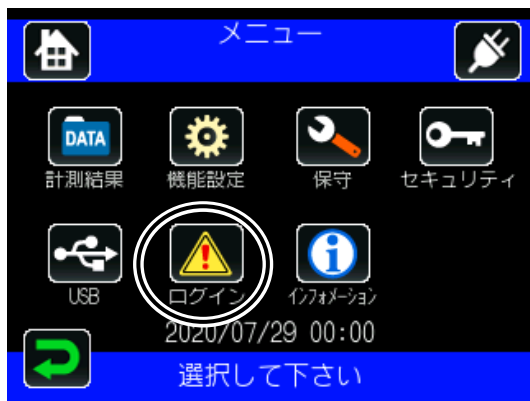 メニュー
DATA
計測結果 機能設定 保守 セキュリティ
USB ログイン インフォメーション
2020/07/29 00:00
選択して下さい